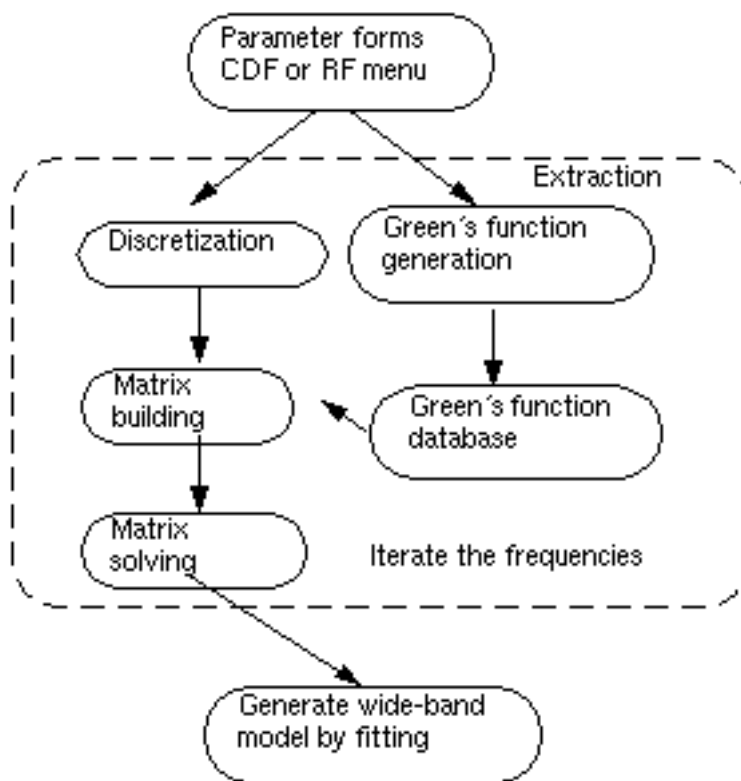 Parameter forms
CDF or RF menu
Extraction
Discretization
Green´s function
generation
Matrix
building
Green´s function
database
Matrix
solving
Iterate the frequencies
Generate wide-band
model by fitting